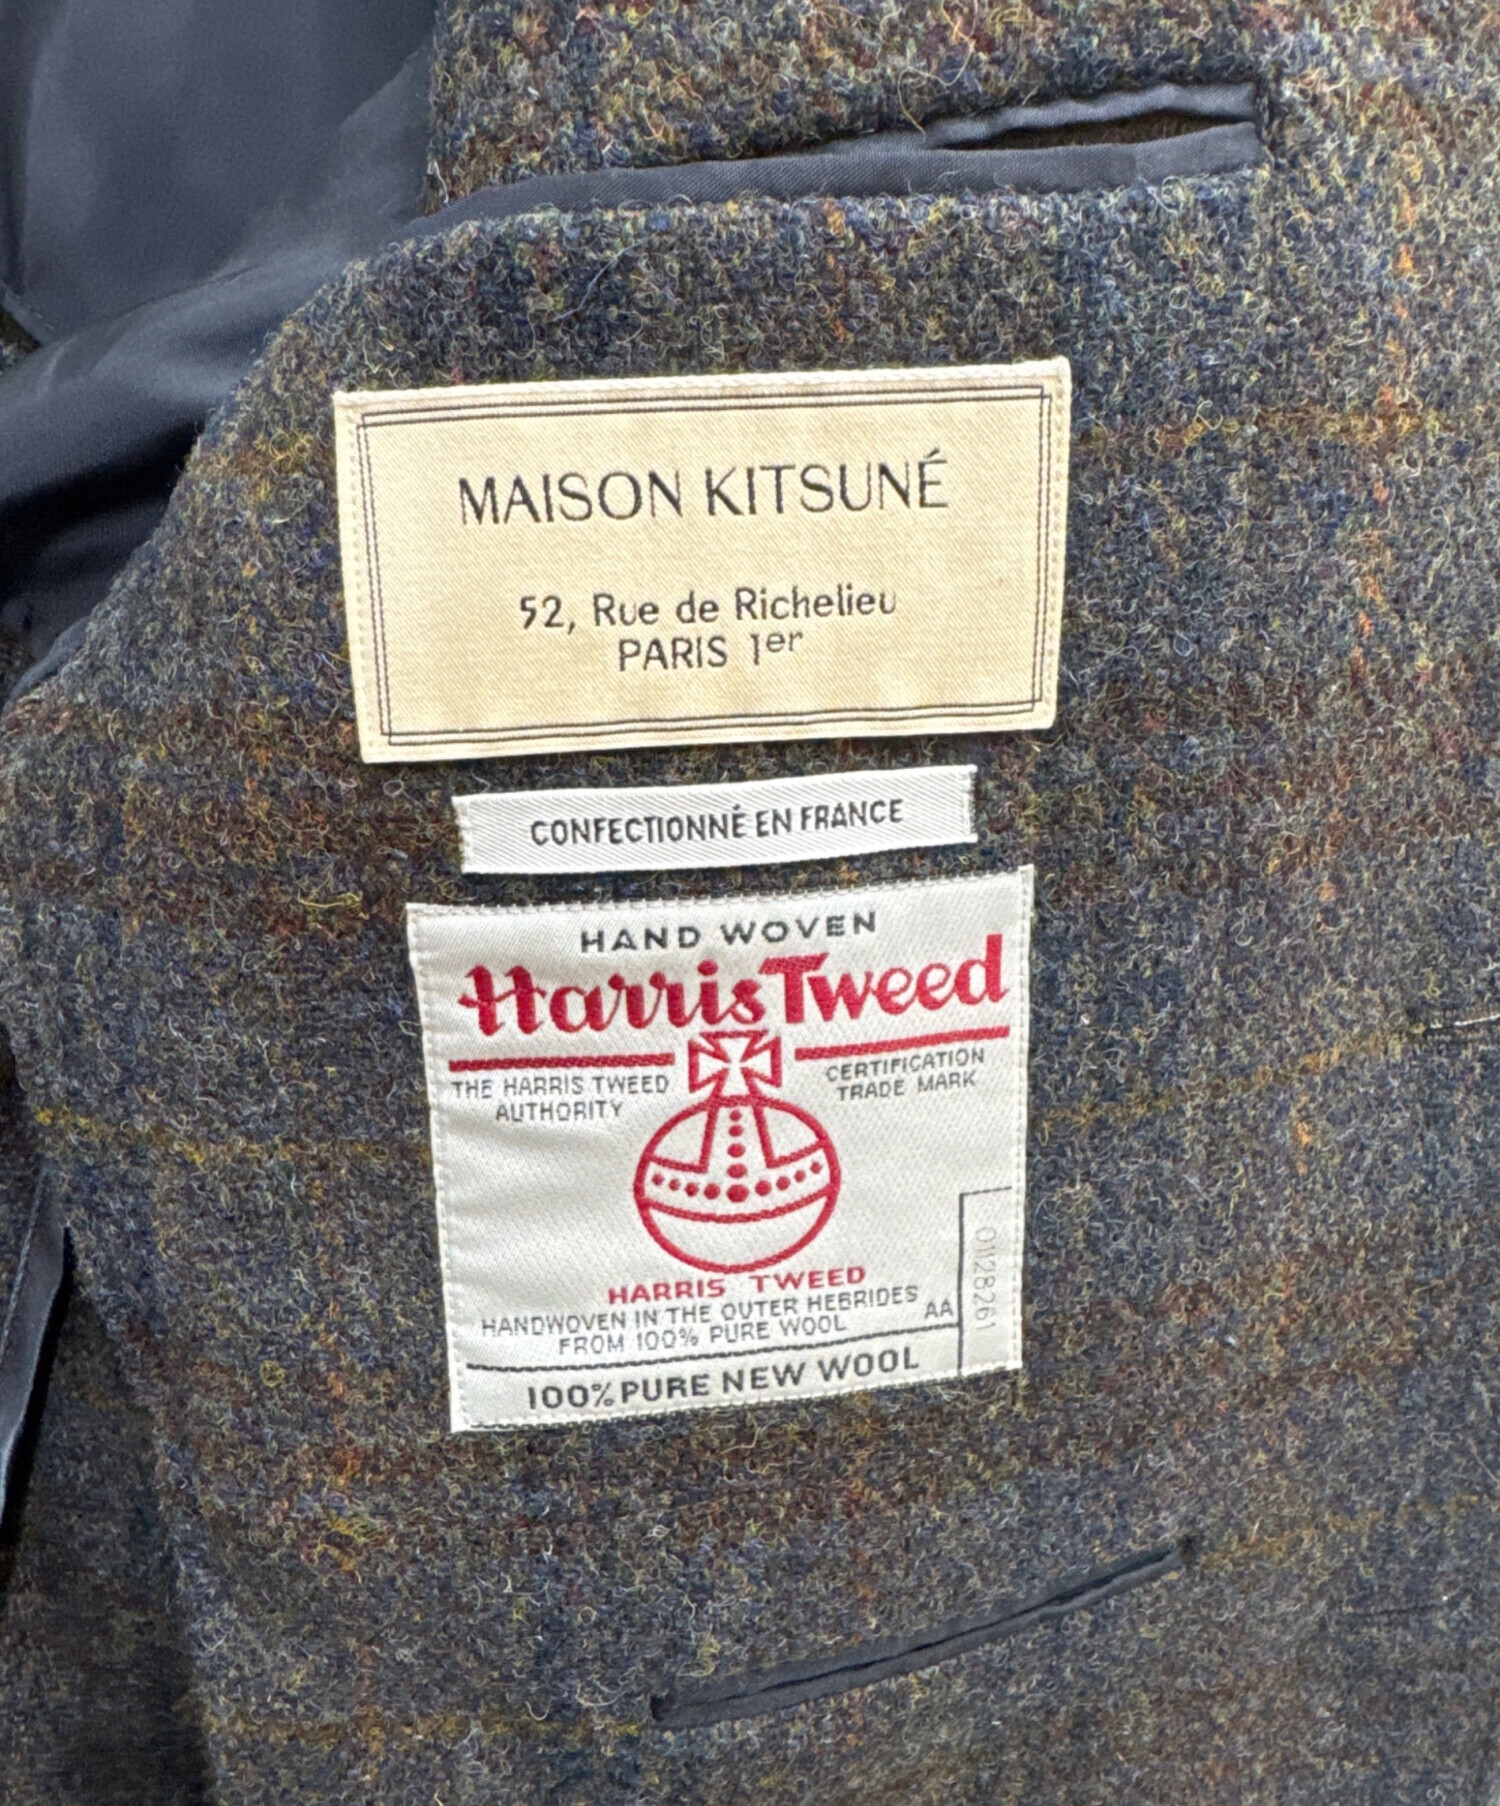 MAISON KITSUNÉ
52, Rue de Richelieu
PARIS 1er
CONFECTIONNÉ EN FRANCE
HAND WOVEN
Harris Tweed
THE HARRIS TWEED
AUTHORITY
CERTIFICATION
TRADE MARK
HARRIS TWEED
HANDWOVEN IN THE OUTER HEBRIDES
FROM 100% PURE WOOL
AA
01128261
100% PURE NEW WOOL